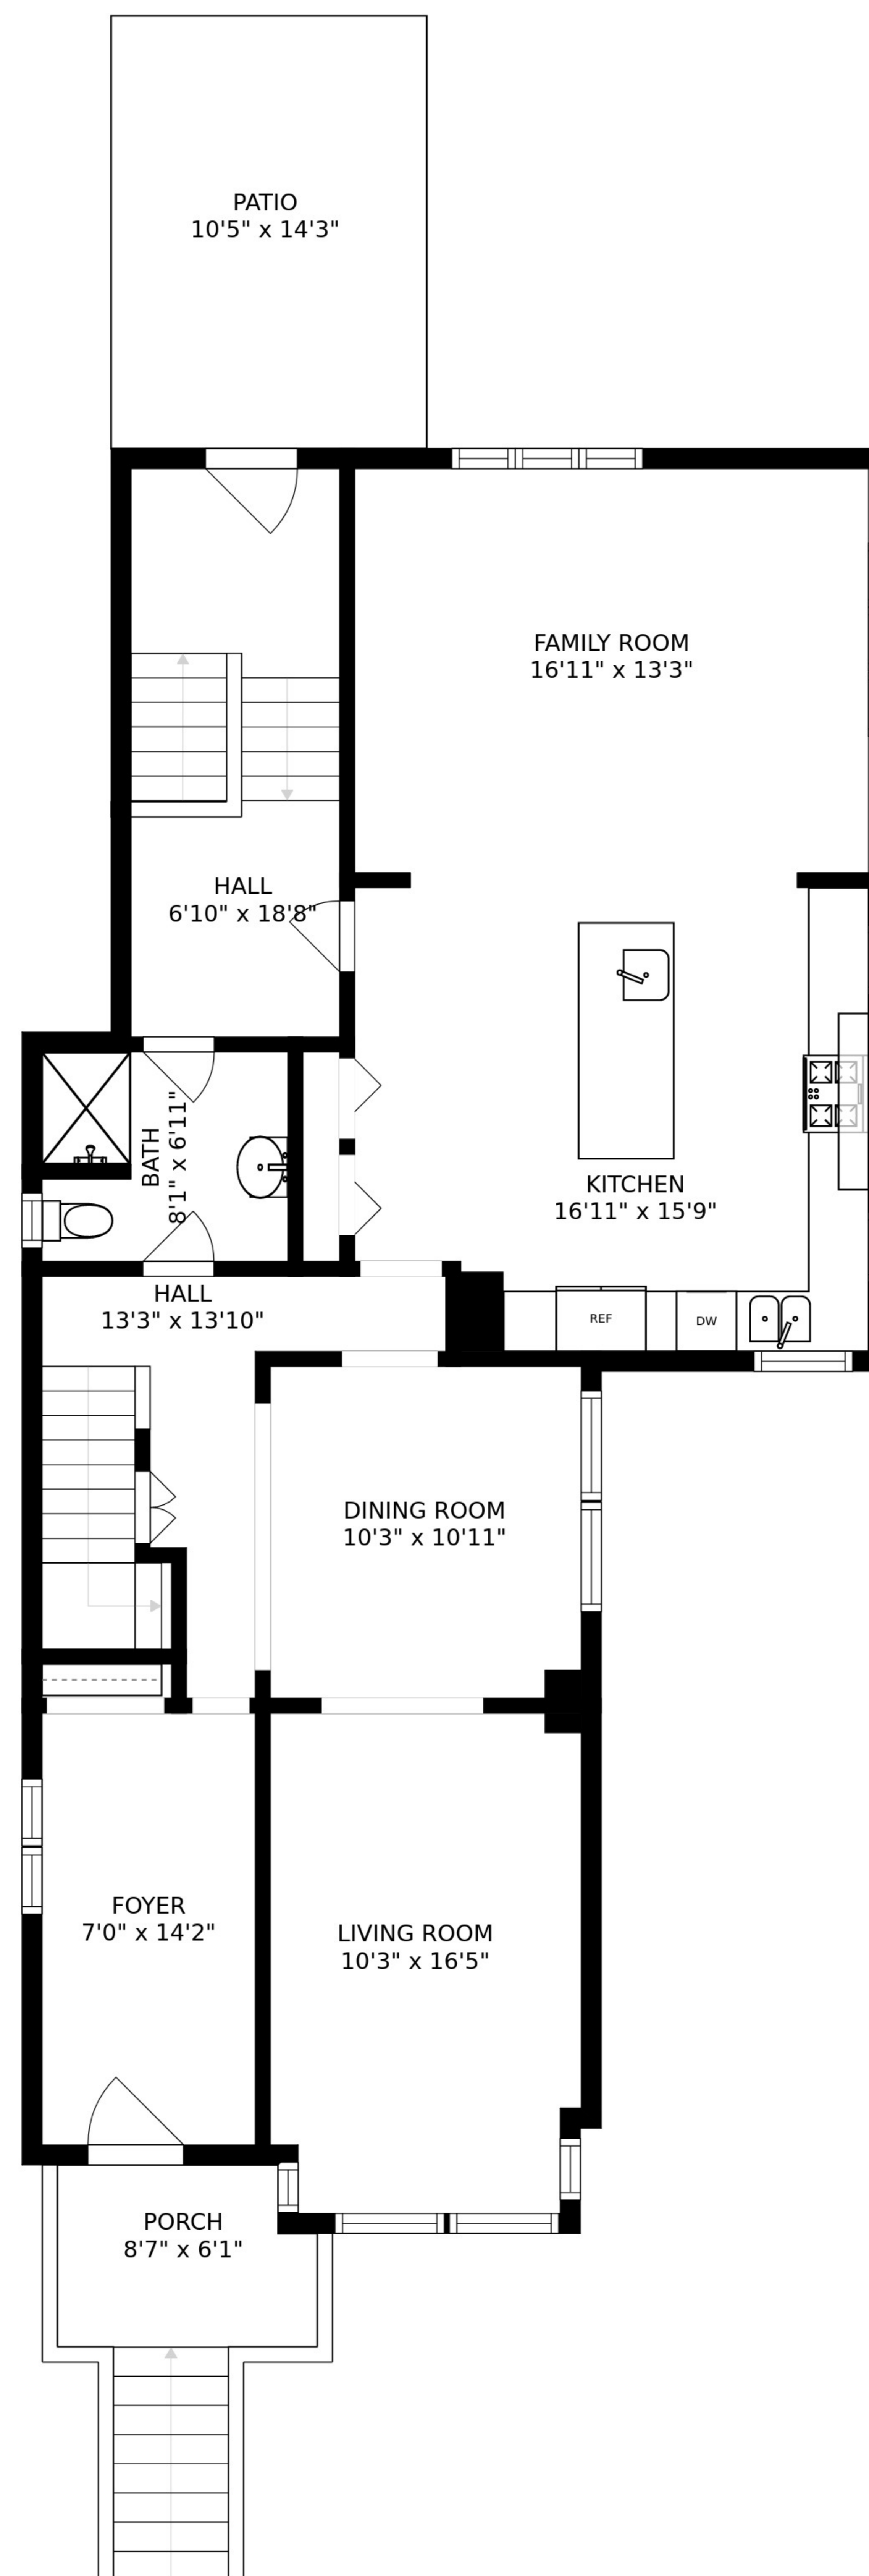 PATIO
10'5" x 14'3"
FAMILY ROOM
16'11" x 13'3"
HALL
6'10" x 18'8"
BATH
8'1" x 6'11"
KITCHEN
16'11" x 15'9"
HALL
13'3" x 13'10"
REF
DW
DINING ROOM
10'3" x 10'11"
FOYER
7'0" x 14'2"
LIVING ROOM
10'3" x 16'5"
PORCH
8'7" x 6'1"